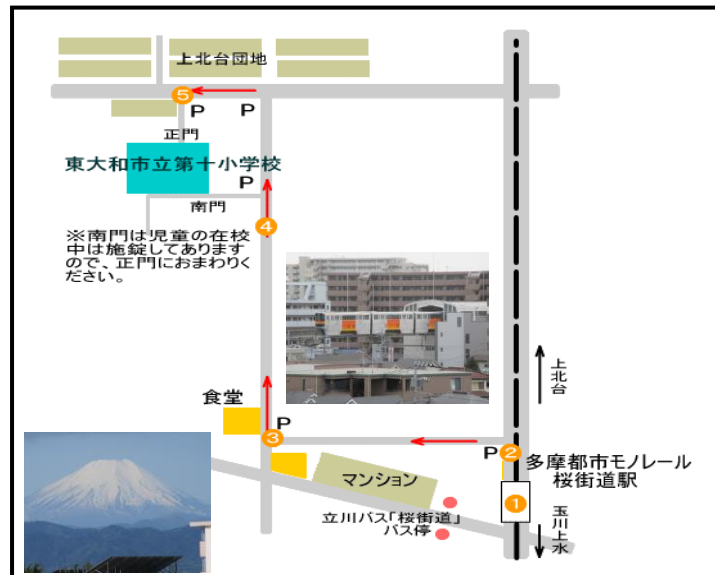 上北台団地
⑤
P P
正門
東大和市立第十小学校
P
南門
④
※南門は児童の在校
中は施錠してあります
ので、正門におまわりく
ださい。
上北台
食堂
P
③
P
②
多摩都市モノレール
桜街道駅
マンション
①
立川バス「桜街道」
バス停
玉川上水